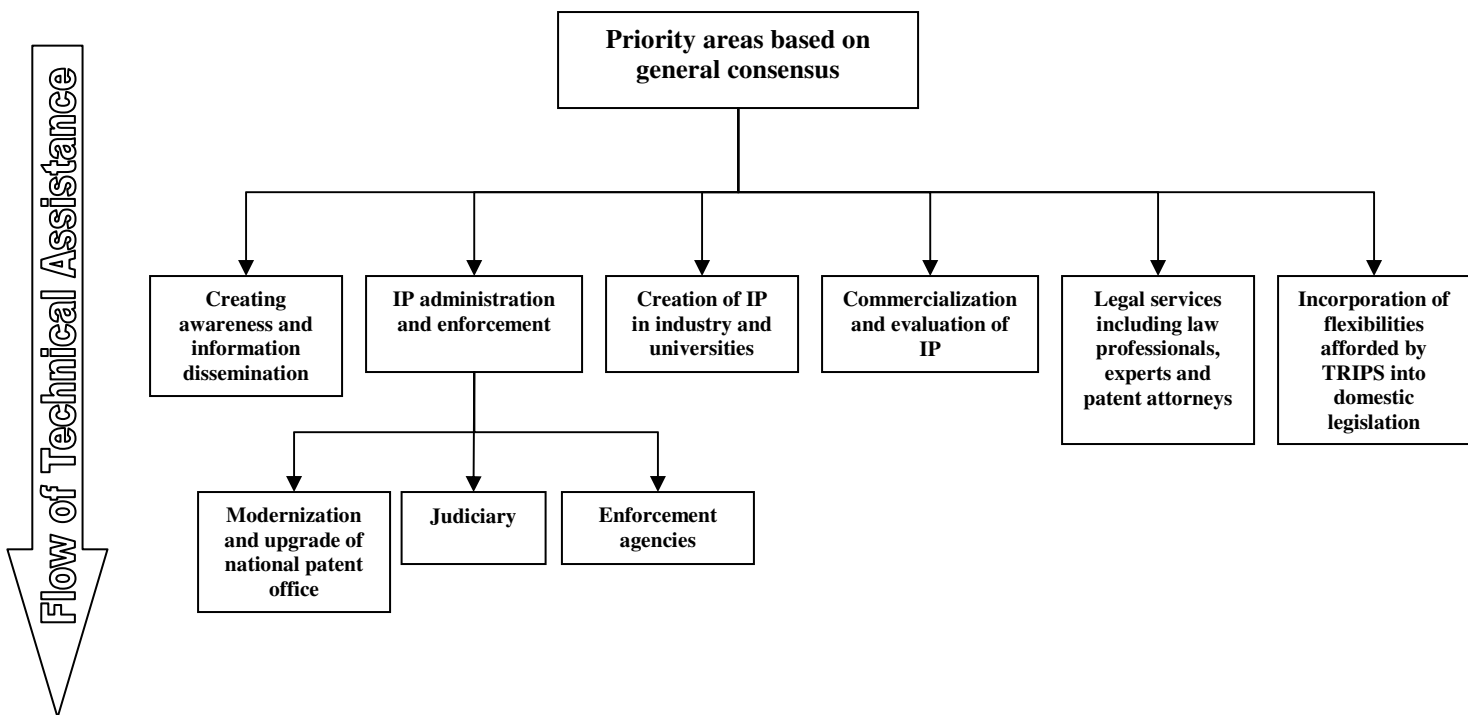 Flow of Technical Assistance
Priority areas based on
general consensus
Creating
awareness and
information
dissemination
IP administration
and enforcement
Creation of IP
in industry and
universities
Commercialization
and evaluation of
IP
Legal services
including law
professionals,
experts and
patent attorneys
Incorporation of
flexibilities
afforded by
TRIPS into
domestic
legislation
Modernization
and upgrade of
national patent
office
Judiciary
Enforcement
agencies